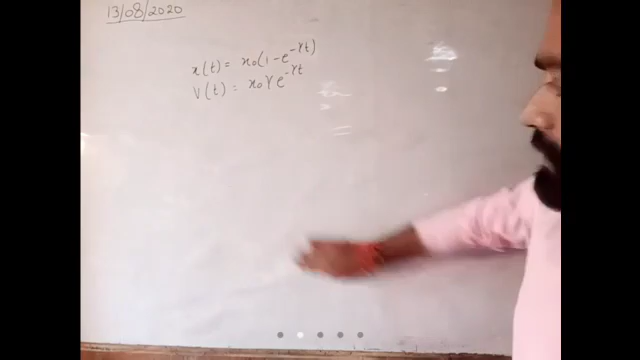 13/08/2020
x(t) = x₀(1 - e^{-γt})
v(t) = x₀γe^{-γt}